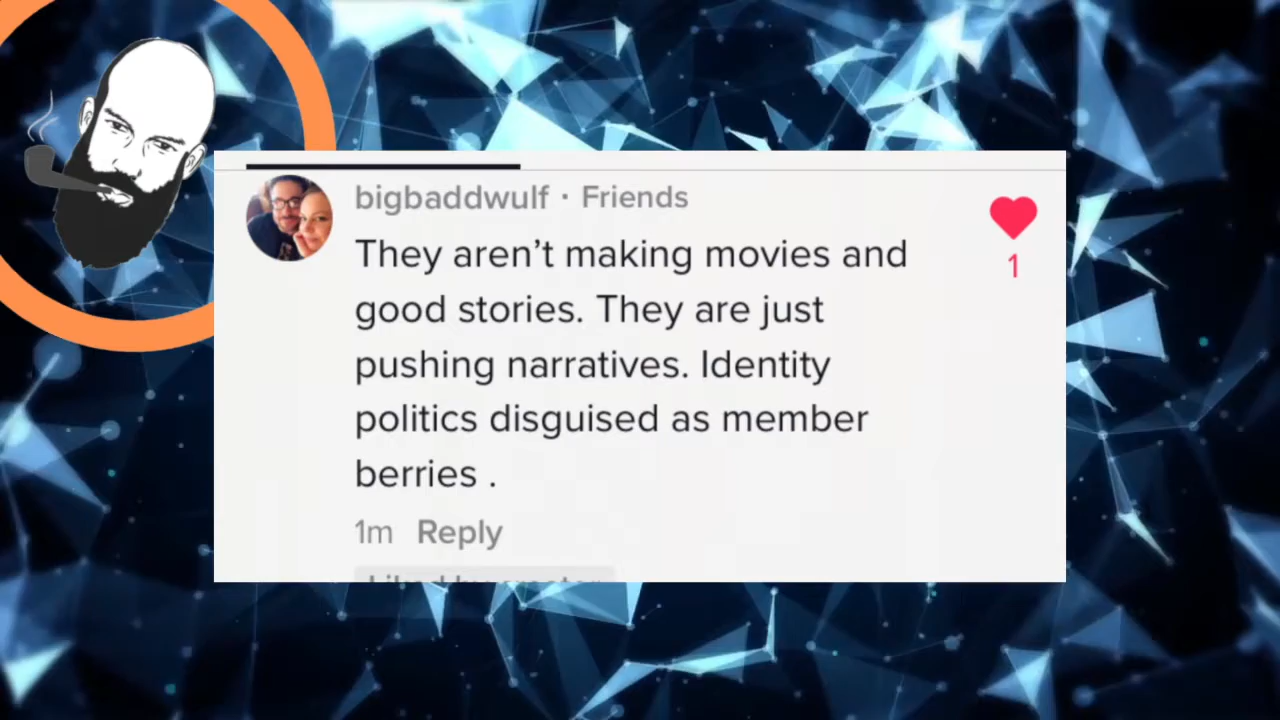 bigbaddwulf · Friends
They aren’t making movies and
good stories. They are just
pushing narratives. Identity
politics disguised as member
berries .
1
1m Reply